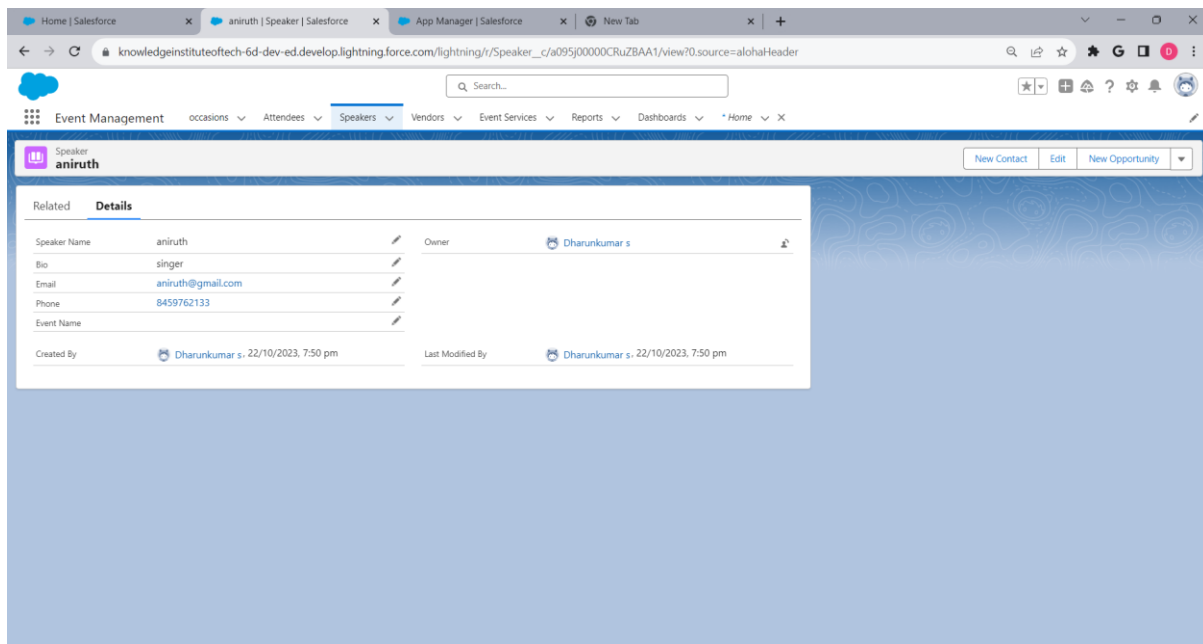 Home | Salesforce aniruth | Speaker | Salesforce App Manager | Salesforce New Tab
knowledgeinstituteoftech-6d-dev-ed.develop.lightning.force.com/lightning/r/Speaker__c/a095j00000CRuZBAA1/view?0.source=alohaHeader G D
Search...
Event Management occasions Attendees Speakers Vendors Event Services Reports Dashboards * Home
Speaker
aniruth
New Contact Edit New Opportunity
Related Details
Speaker Name aniruth Owner Dharunkumar s
Bio singer
Email aniruth@gmail.com
Phone 8459762133
Event Name
Created By Dharunkumar s, 22/10/2023, 7:50 pm Last Modified By Dharunkumar s, 22/10/2023, 7:50 pm